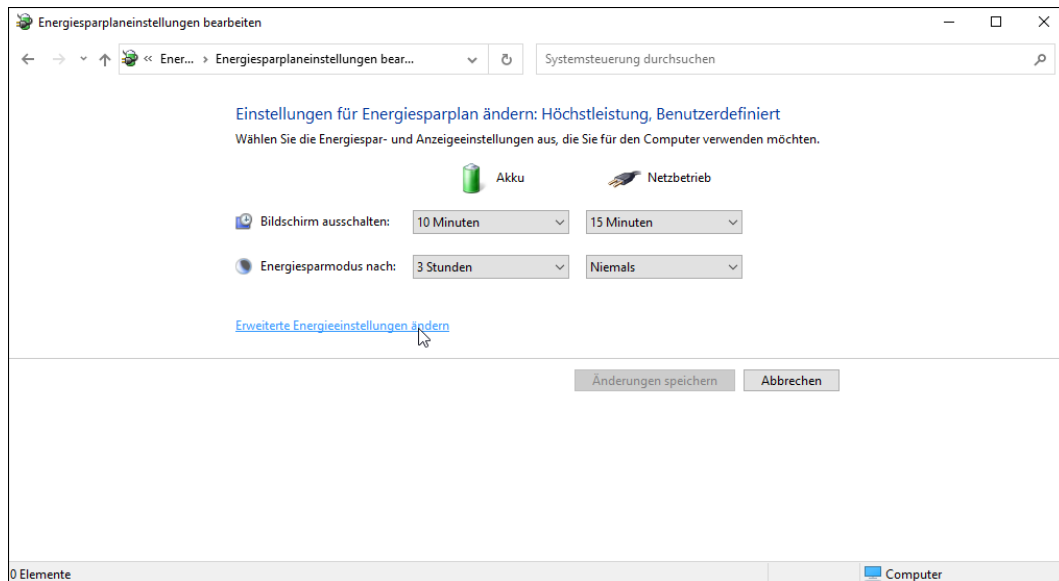 Energiesparplaneinstellungen bearbeiten
« Ener... › Energiesparplaneinstellungen bear...
Systemsteuerung durchsuchen
Einstellungen für Energiesparplan ändern: Höchstleistung, Benutzerdefiniert
Wählen Sie die Energiespar- und Anzeigeeinstellungen aus, die Sie für den Computer verwenden möchten.
Akku Netzbetrieb
Bildschirm ausschalten: 10 Minuten 15 Minuten
Energiesparmodus nach: 3 Stunden Niemals
Erweiterte Energieeinstellungen ändern
Änderungen speichern Abbrechen
0 Elemente Computer